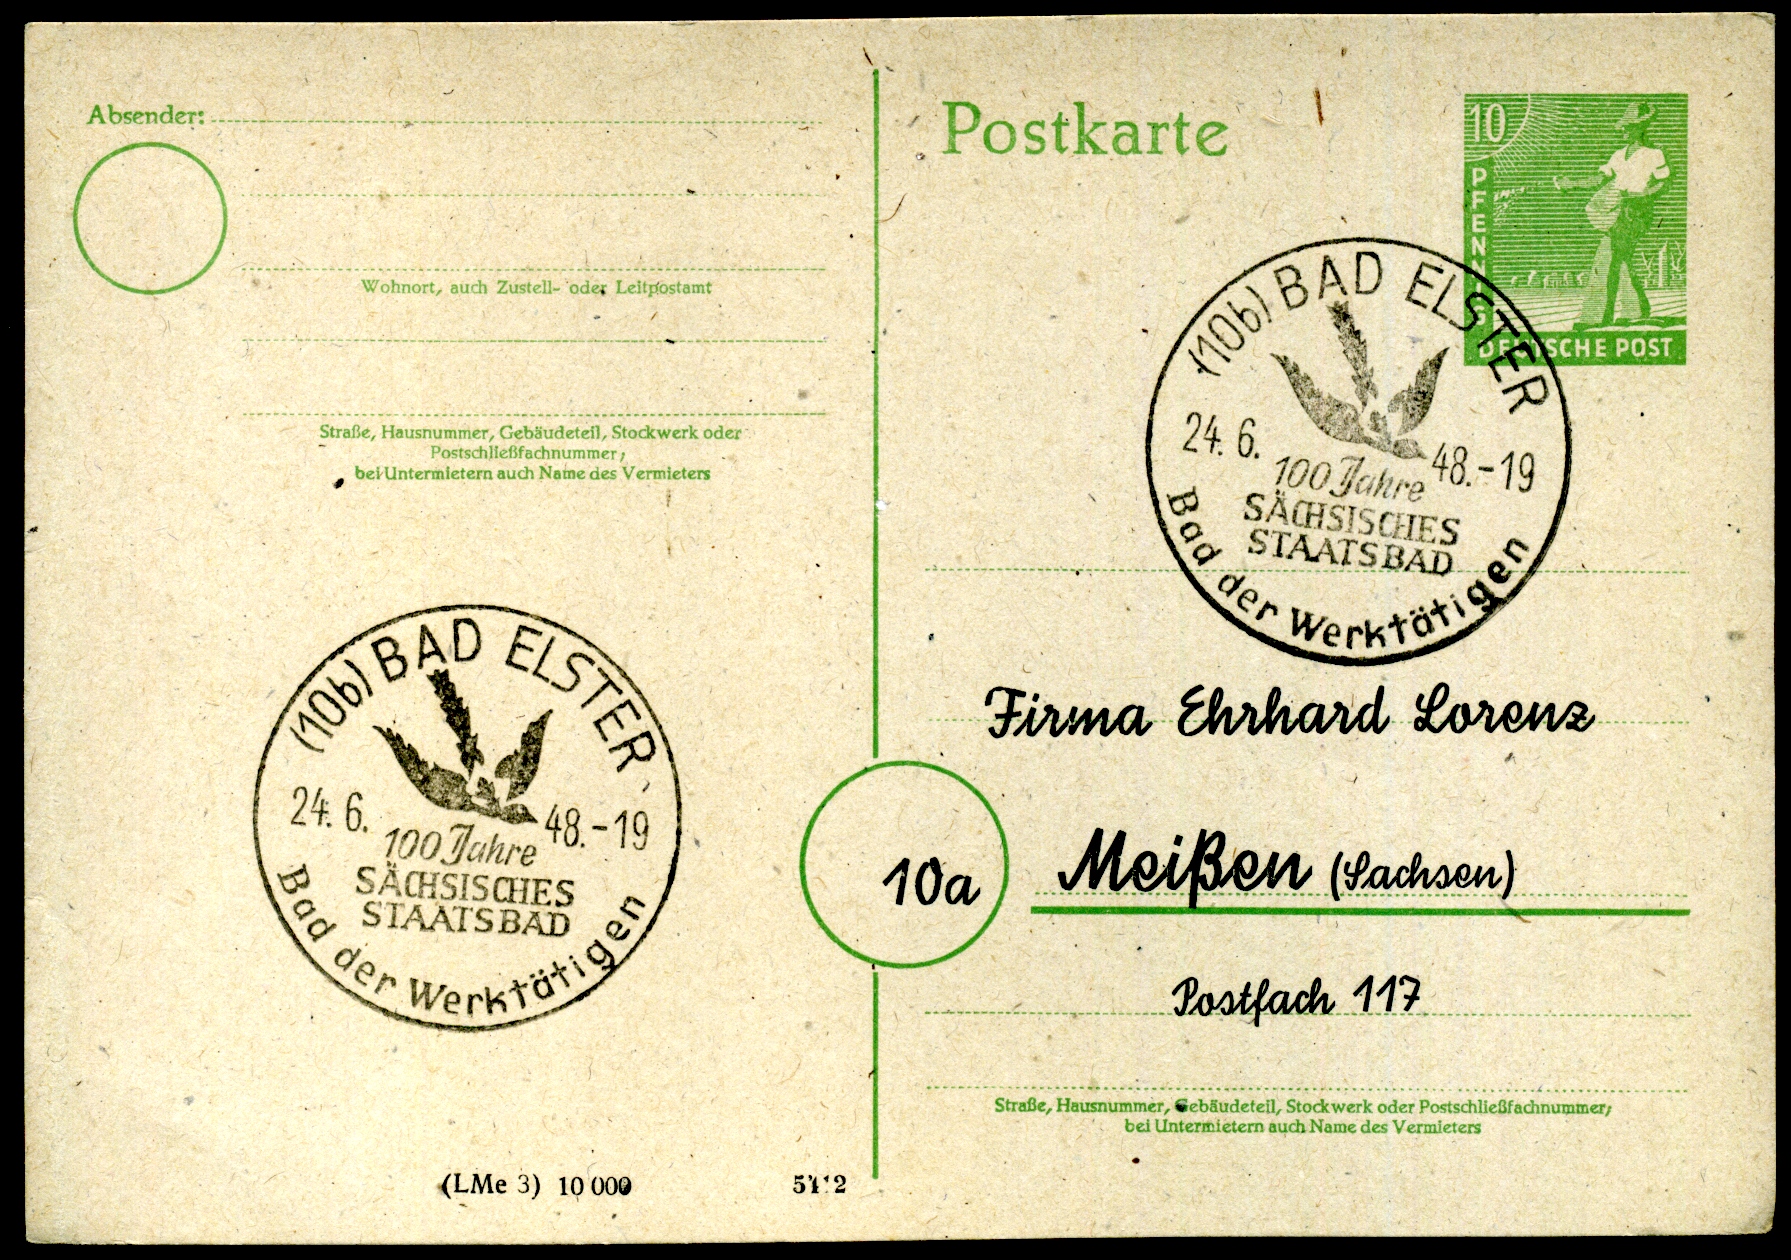 Absender:
Wohnort, auch Zustell- oder Leitpostamt
Straße, Hausnummer, Gebäudeteil, Stockwerk oder
Postschließfachnummer;
bei Untermietern auch Name des Vermieters
(10b) BAD ELSTER
24. 6. 48.-19
100 Jahre
SÄCHSISCHES
STAATSBAD
Bad der Werktätigen
(LMe 3) 10 000
Postkarte
10
PFENNIG
DEUTSCHE POST
(10b) BAD ELSTER
24. 6. 48.-19
100 Jahre
SÄCHSISCHES
STAATSBAD
Bad der Werktätigen
Firma Ehrhard Lorenz
10a Meißen (Sachsen)
Postfach 117
Straße, Hausnummer, Gebäudeteil, Stockwerk oder Postschließfachnummer;
bei Untermietern auch Name des Vermieters